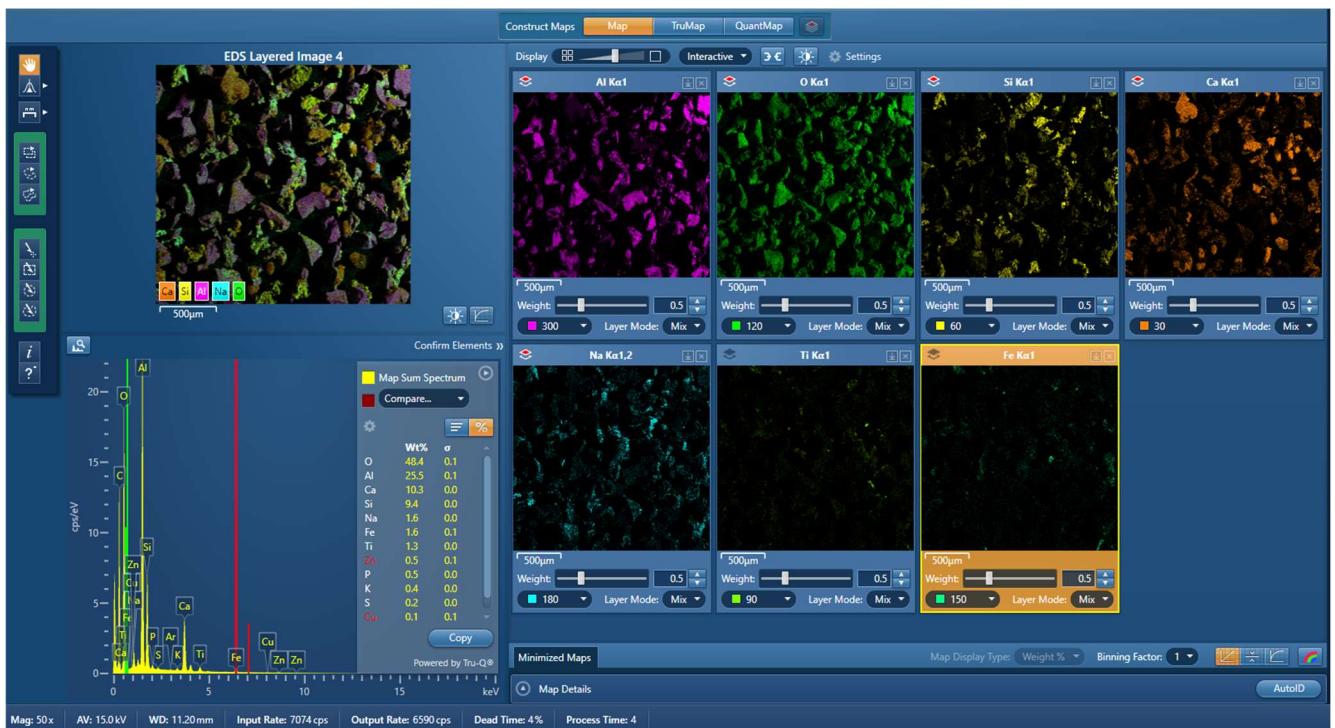 Construct Maps Map TruMap QuantMap
EDS Layered Image 4
Ca Si Al Na O
500μm
Display Interactive Settings
Al Kα1
500μm
Weight: 0.5
300 Layer Mode: Mix
O Kα1
500μm
Weight: 0.5
120 Layer Mode: Mix
Si Kα1
500μm
Weight: 0.5
60 Layer Mode: Mix
Ca Kα1
500μm
Weight: 0.5
30 Layer Mode: Mix
Na Kα1,2
500μm
Weight: 0.5
180 Layer Mode: Mix
Ti Kα1
500μm
Weight: 0.5
90 Layer Mode: Mix
Fe Kα1
500μm
Weight: 0.5
150 Layer Mode: Mix
Confirm Elements »
Al
O
C
Si
Zn
Ca
P Ar
S K Ti Fe
Cu
Zn Zn
cps/eV
20
15
10
5
0
0 5 10 15 keV
Map Sum Spectrum
Compare...
%
Wt% σ
O 48.4 0.1
Al 25.5 0.1
Ca 10.3 0.0
Si 9.4 0.0
Na 1.6 0.0
Fe 1.6 0.1
Ti 1.3 0.0
Zn 0.5 0.1
P 0.5 0.0
K 0.4 0.0
S 0.2 0.0
Cu 0.1 0.1
Copy
Powered by Tru-Q®
i
?
Minimized Maps Map Display Type: Weight % Binning Factor: 1
Map Details AutoID
Mag: 50 x AV: 15.0 kV WD: 11.20 mm Input Rate: 7074 cps Output Rate: 6590 cps Dead Time: 4% Process Time: 4